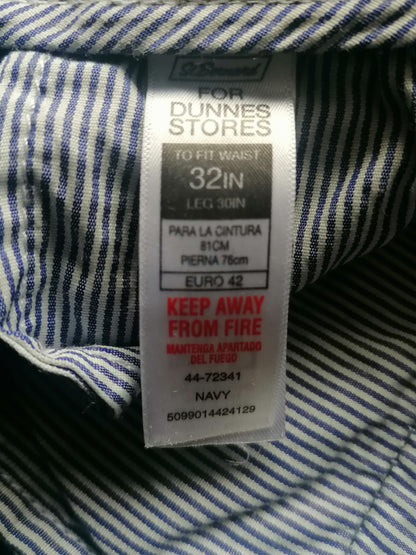 St Bernard
FOR
DUNNES
STORES
TO FIT WAIST
32IN
LEG 30IN
PARA LA CINTURA
81CM
PIERNA 76cm
EURO 42
KEEP AWAY
FROM FIRE
MANTENGA APARTADO
DEL FUEGO
44-72341
NAVY
5099014424129